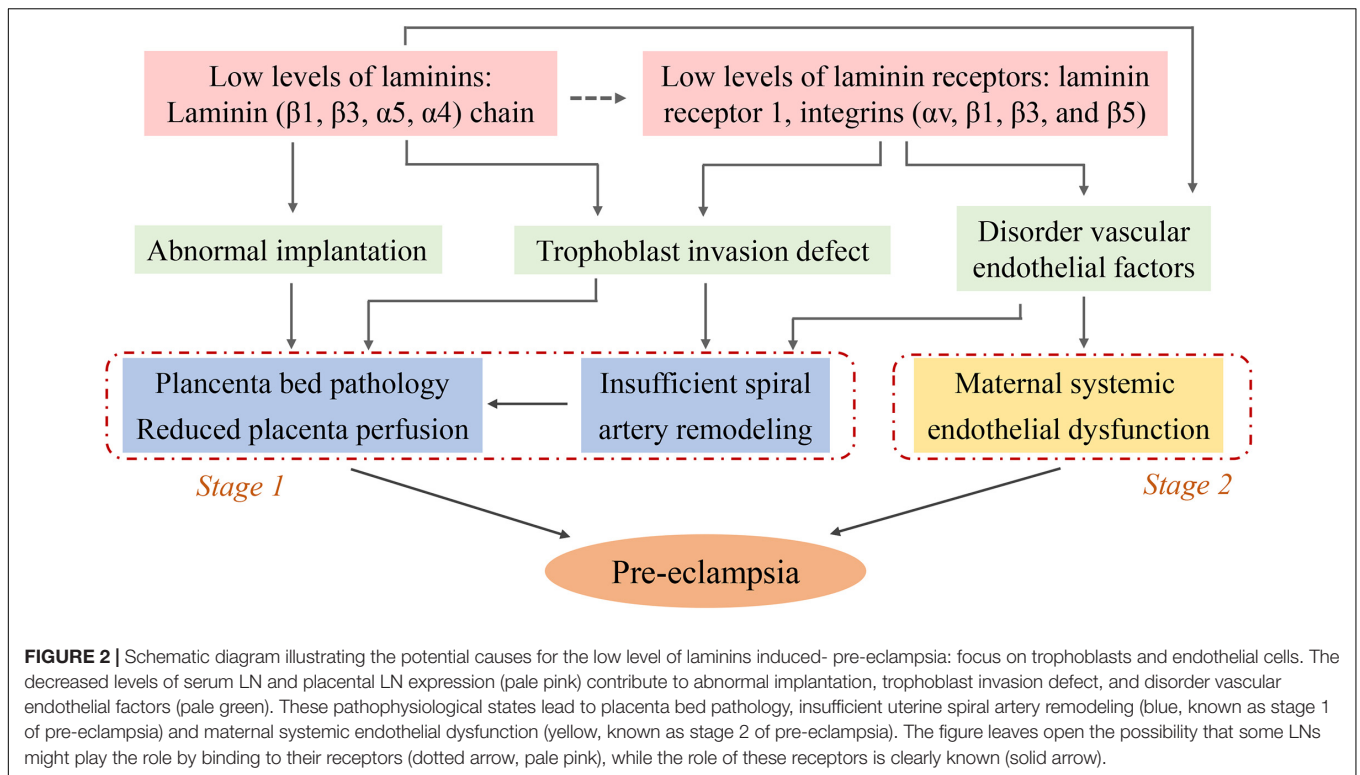 Low levels of laminins:
Laminin (β1, β3, α5, α4) chain
Low levels of laminin receptors: laminin
receptor 1, integrins (αv, β1, β3, and β5)
Abnormal implantation
Trophoblast invasion defect
Disorder vascular
endothelial factors
Plancenta bed pathology
Reduced placenta perfusion
Insufficient spiral
artery remodeling
Maternal systemic
endothelial dysfunction
Stage 1
Stage 2
Pre-eclampsia
FIGURE 2 | Schematic diagram illustrating the potential causes for the low level of laminins induced- pre-eclampsia: focus on trophoblasts and endothelial cells. The
decreased levels of serum LN and placental LN expression (pale pink) contribute to abnormal implantation, trophoblast invasion defect, and disorder vascular
endothelial factors (pale green). These pathophysiological states lead to placenta bed pathology, insufficient uterine spiral artery remodeling (blue, known as stage 1
of pre-eclampsia) and maternal systemic endothelial dysfunction (yellow, known as stage 2 of pre-eclampsia). The figure leaves open the possibility that some LNs
might play the role by binding to their receptors (dotted arrow, pale pink), while the role of these receptors is clearly known (solid arrow).